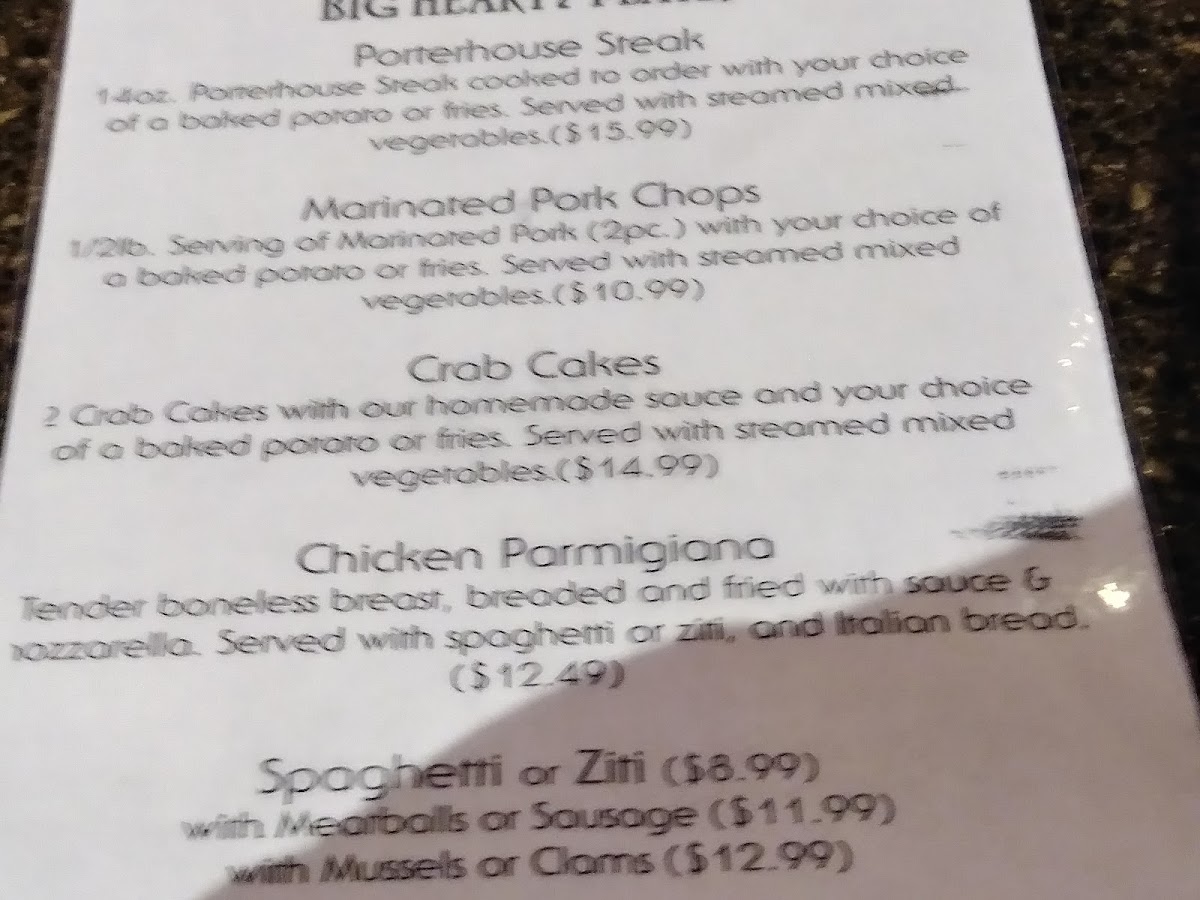 BIG HEARTY
Porterhouse Steak
14oz. Porterhouse Steak cooked to order with your choice
of a baked potato or fries. Served with steamed mixed
vegetables.($15.99)
Marinated Pork Chops
1/2lb. Serving of Marinated Pork (2pc.) with your choice of
a baked potato or fries. Served with steamed mixed
vegetables.($10.99)
Crab Cakes
2 Crab Cakes with our homemade sauce and your choice
of a baked potato or fries. Served with steamed mixed
vegetables.($14.99)
Chicken Parmigiana
Tender boneless breast, breaded and fried with sauce &
mozzarella. Served with spaghetti or ziti, and Italian bread.
($12.49)
Spaghetti or Ziti ($8.99)
with Meatballs or Sausage ($11.99)
with Mussels or Clams ($12.99)